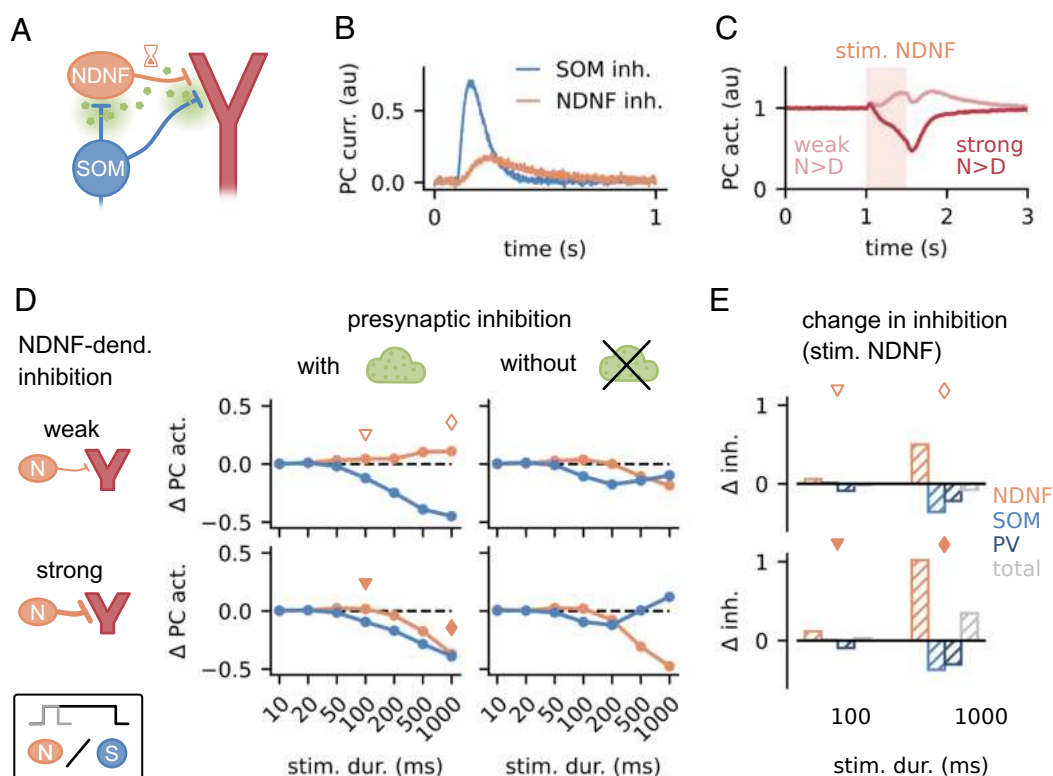 A
NDNF
SOM
B
SOM inh.
NDNF inh.
PC curr. (au)
0.5
0.0
0
1
time (s)
C
stim. NDNF
PC act. (au)
1
0
weak
N>D
strong
N>D
0
1
2
3
time (s)
D
NDNF-dend.
inhibition
presynaptic inhibition
with
without
weak
N
Δ PC act.
0.5
0.0
−0.5
strong
N
Δ PC act.
0.5
0.0
−0.5
10
20
50
100
200
500
1000
stim. dur. (ms)
10
20
50
100
200
500
1000
stim. dur. (ms)
N / S
E
change in inhibition
(stim. NDNF)
Δ inh.
1
0
NDNF
SOM
PV
total
Δ inh.
1
0
100
1000
stim. dur. (ms)